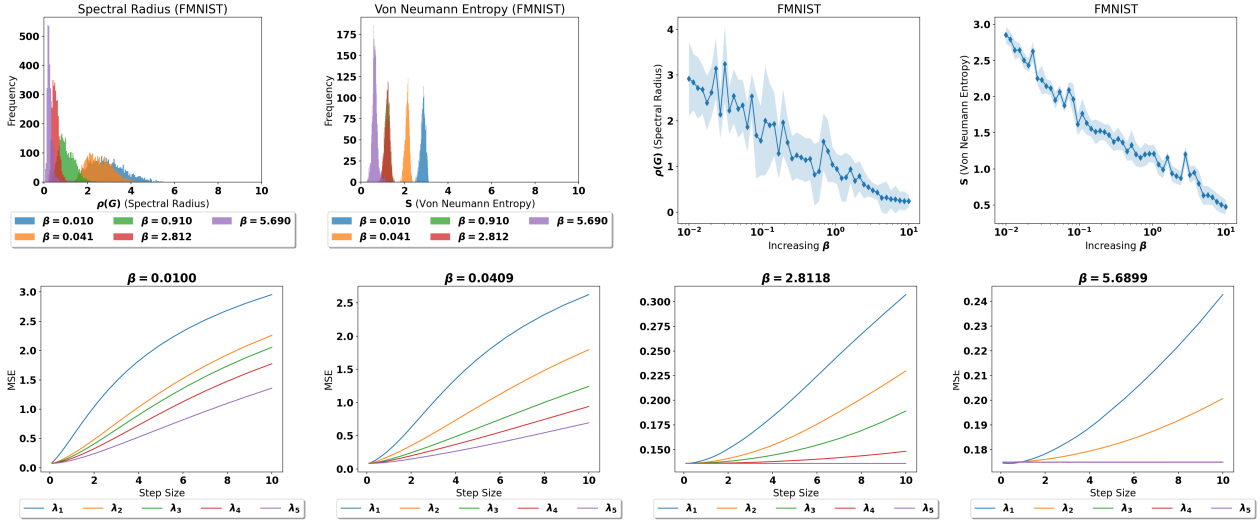 Spectral Radius (FMNIST)
Frequency
500
400
300
200
100
0
0 2 4 6 8 10
ρ(G) (Spectral Radius)
β = 0.010 β = 0.910 β = 5.690
β = 0.041 β = 2.812
Von Neumann Entropy (FMNIST)
Frequency
175
150
125
100
75
50
25
0
0 2 4 6 8 10
S (Von Neumann Entropy)
β = 0.010 β = 0.910 β = 5.690
β = 0.041 β = 2.812
FMNIST
ρ(G) (Spectral Radius)
4
3
2
1
0
10⁻² 10⁻¹ 10⁰ 10¹
Increasing β
FMNIST
S (Von Neumann Entropy)
3.0
2.5
2.0
1.5
1.0
0.5
10⁻² 10⁻¹ 10⁰ 10¹
Increasing β
β = 0.0100
MSE
3.0
2.5
2.0
1.5
1.0
0.5
0.0
0 2 4 6 8 10
Step Size
λ₁ λ₂ λ₃ λ₄ λ₅
β = 0.0409
MSE
2.5
2.0
1.5
1.0
0.5
0.0
0 2 4 6 8 10
Step Size
λ₁ λ₂ λ₃ λ₄ λ₅
β = 2.8118
MSE
0.300
0.275
0.250
0.225
0.200
0.175
0.150
0 2 4 6 8 10
Step Size
λ₁ λ₂ λ₃ λ₄ λ₅
β = 5.6899
MSE
0.24
0.22
0.21
0.20
0.19
0.18
0 2 4 6 8 10
Step Size
λ₁ λ₂ λ₃ λ₄ λ₅